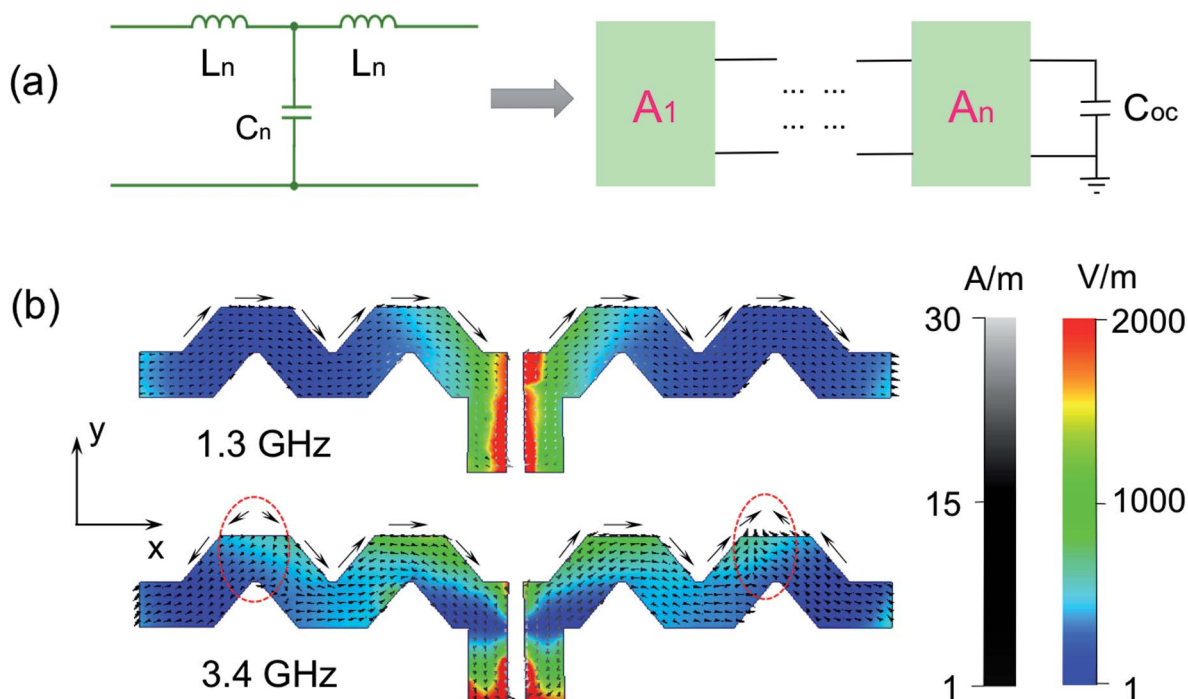 (a)
Ln
Ln
Cn
A1
... ...
... ...
An
Coc
(b)
A/m
V/m
30
2000
1.3 GHz
y
15
1000
x
3.4 GHz
1
1